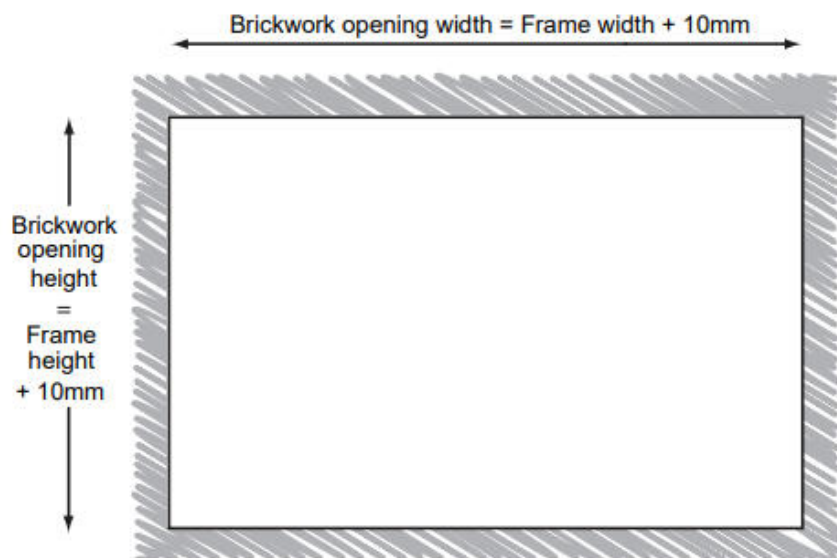 Brickwork opening width = Frame width + 10mm
Brickwork
opening
height
=
Frame
height
+ 10mm